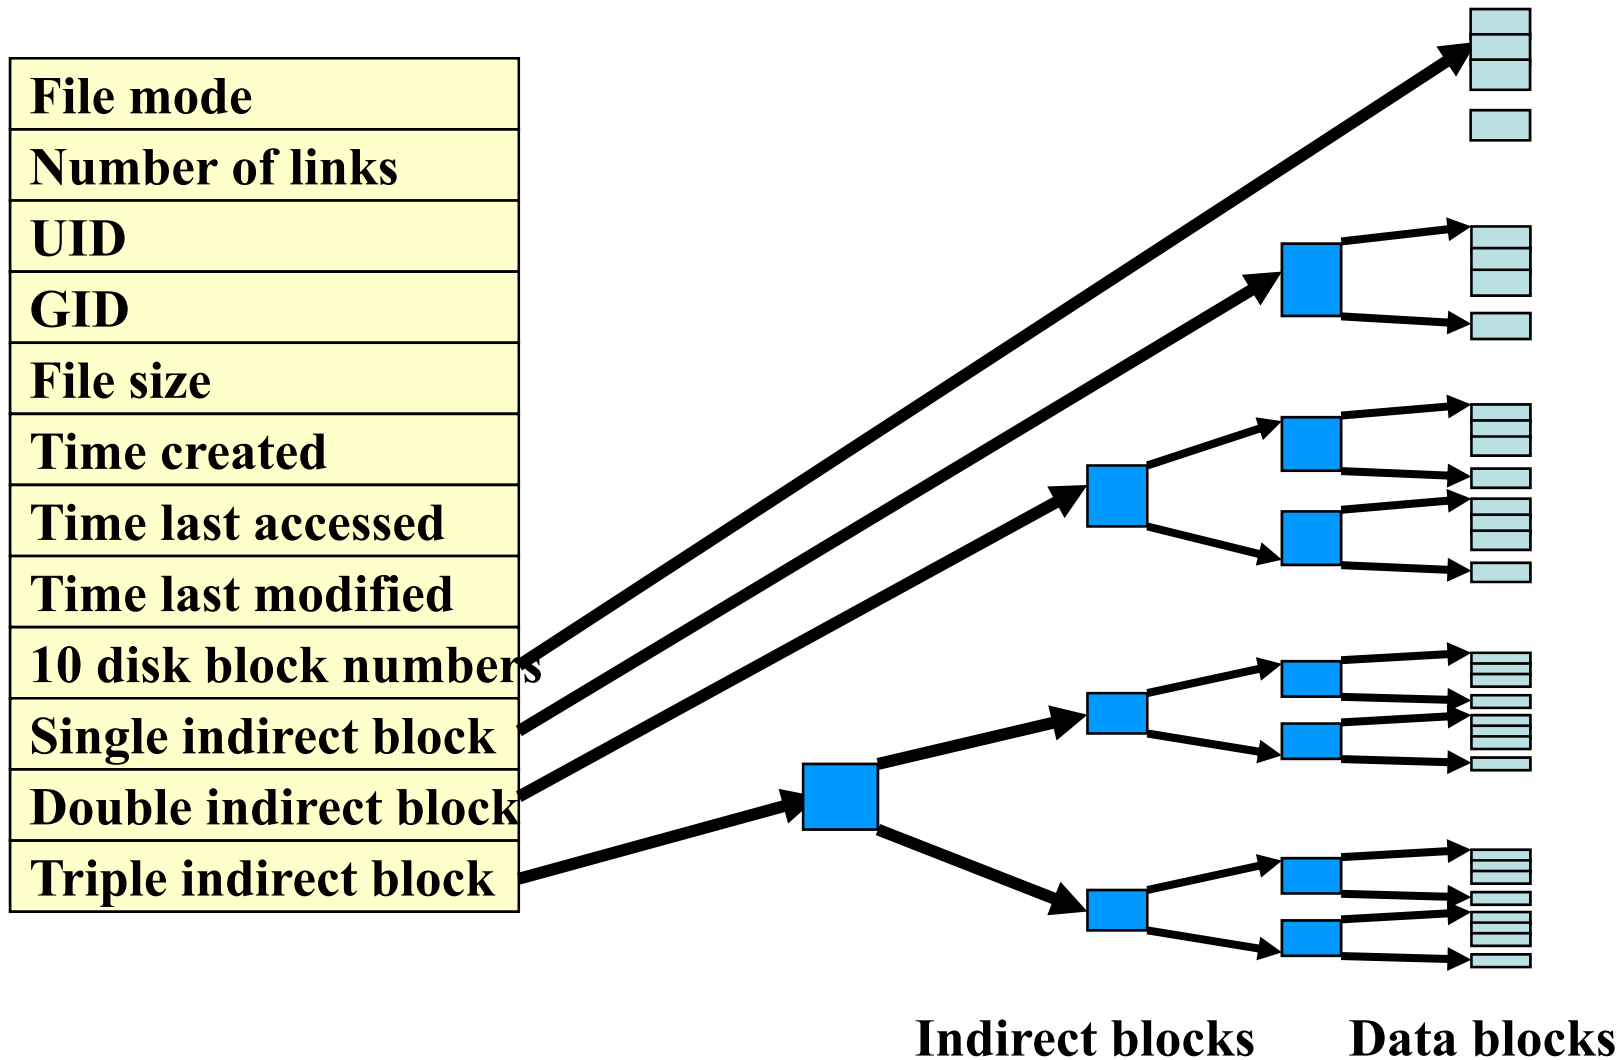 File mode
Number of links
UID
GID
File size
Time created
Time last accessed
Time last modified
10 disk block numbers
Single indirect block
Double indirect block
Triple indirect block
Indirect blocks
Data blocks